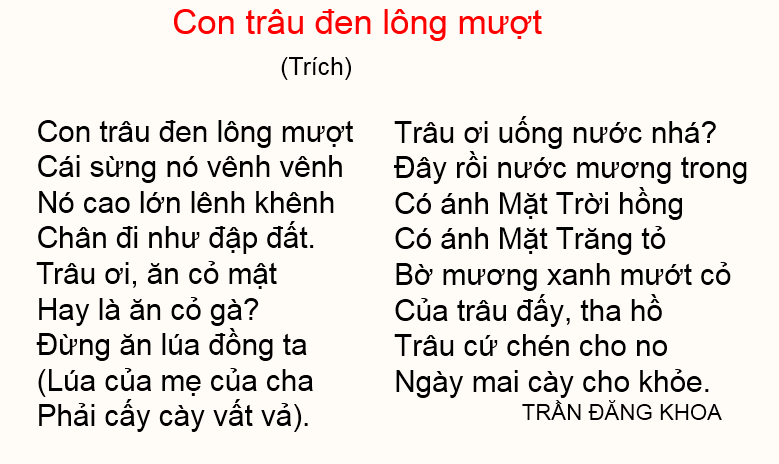 Con trâu đen lông mượt
(Trích)
Con trâu đen lông mượt
Cái sừng nó vênh vênh
Nó cao lớn lênh khênh
Chân đi như đập đất.
Trâu ơi, ăn cỏ mật
Hay là ăn cỏ gà?
Đừng ăn lúa đồng ta
(Lúa của mẹ của cha
Phải cấy cày vất vả).
Trâu ơi uống nước nhá?
Đây rồi nước mương trong
Có ánh Mặt Trời hồng
Có ánh Mặt Trăng tỏ
Bờ mương xanh mướt cỏ
Của trâu đấy, tha hồ
Trâu cứ chén cho no
Ngày mai cày cho khỏe.
TRẦN ĐĂNG KHOA